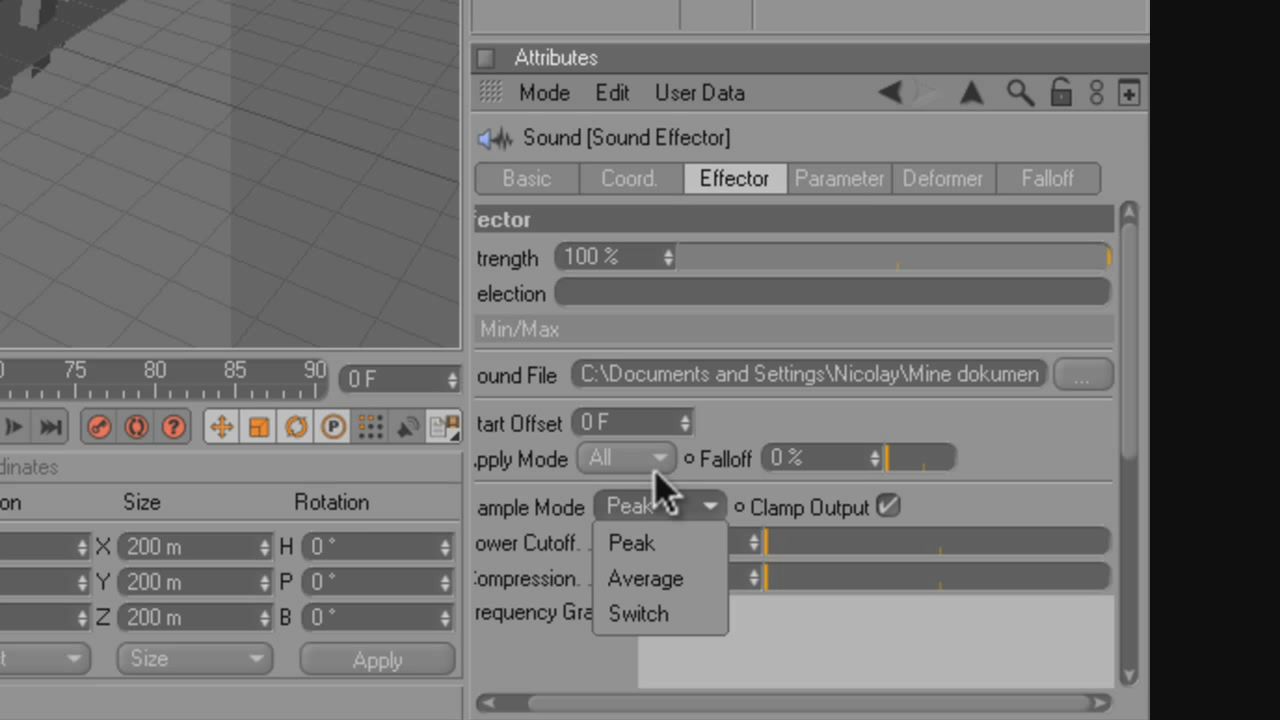 Attributes
Mode Edit User Data
Sound [Sound Effector]
Basic Coord. Effector Parameter Deformer Falloff
fector
trength 100 %
election
Min/Max
ound File C:\Documents and Settings\Nicolay\Mine dokumen ...
tart Offset 0 F
pply Mode All Falloff 0 %
ample Mode Peak Clamp Output
ower Cutoff. .
ompression. .
requency Gra
Peak
Average
Switch
0 75 80 85 90 0 F
P
dinates
on Size Rotation
X 200 m H 0 °
Y 200 m P 0 °
Z 200 m B 0 °
t Size Apply